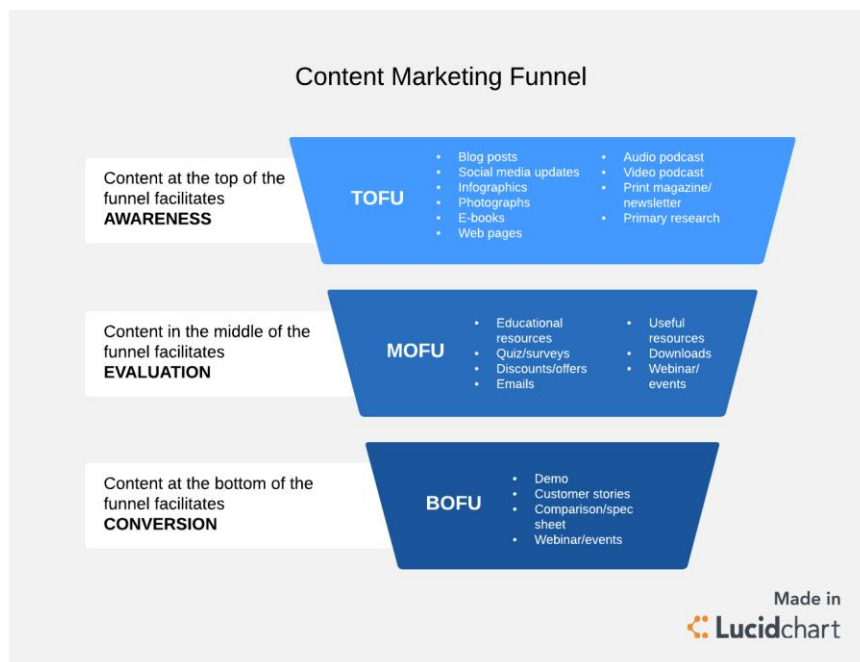 Content Marketing Funnel
Content at the top of the
funnel facilitates
AWARENESS
TOFU
• Blog posts
• Social media updates
• Infographics
• Photographs
• E-books
• Web pages
• Audio podcast
• Video podcast
• Print magazine/
newsletter
• Primary research
Content in the middle of the
funnel facilitates
EVALUATION
MOFU
• Educational
resources
• Quiz/surveys
• Discounts/offers
• Emails
• Useful
resources
• Downloads
• Webinar/
events
Content at the bottom of the
funnel facilitates
CONVERSION
BOFU
• Demo
• Customer stories
• Comparison/spec
sheet
• Webinar/events
Made in
Lucidchart